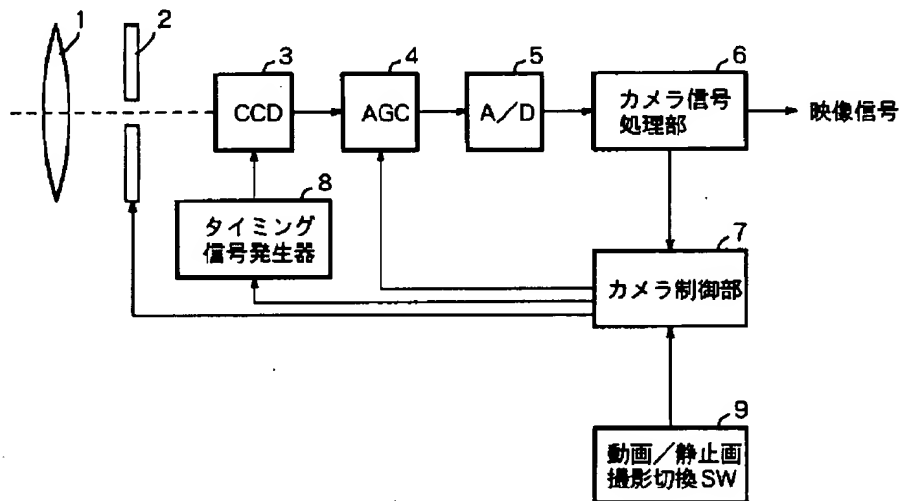 1
2
3
CCD
4
AGC
5
A/D
6
カメラ信号
処理部
映像信号
8
タイミング
信号発生器
7
カメラ制御部
9
動画/静止画
撮影切換SW